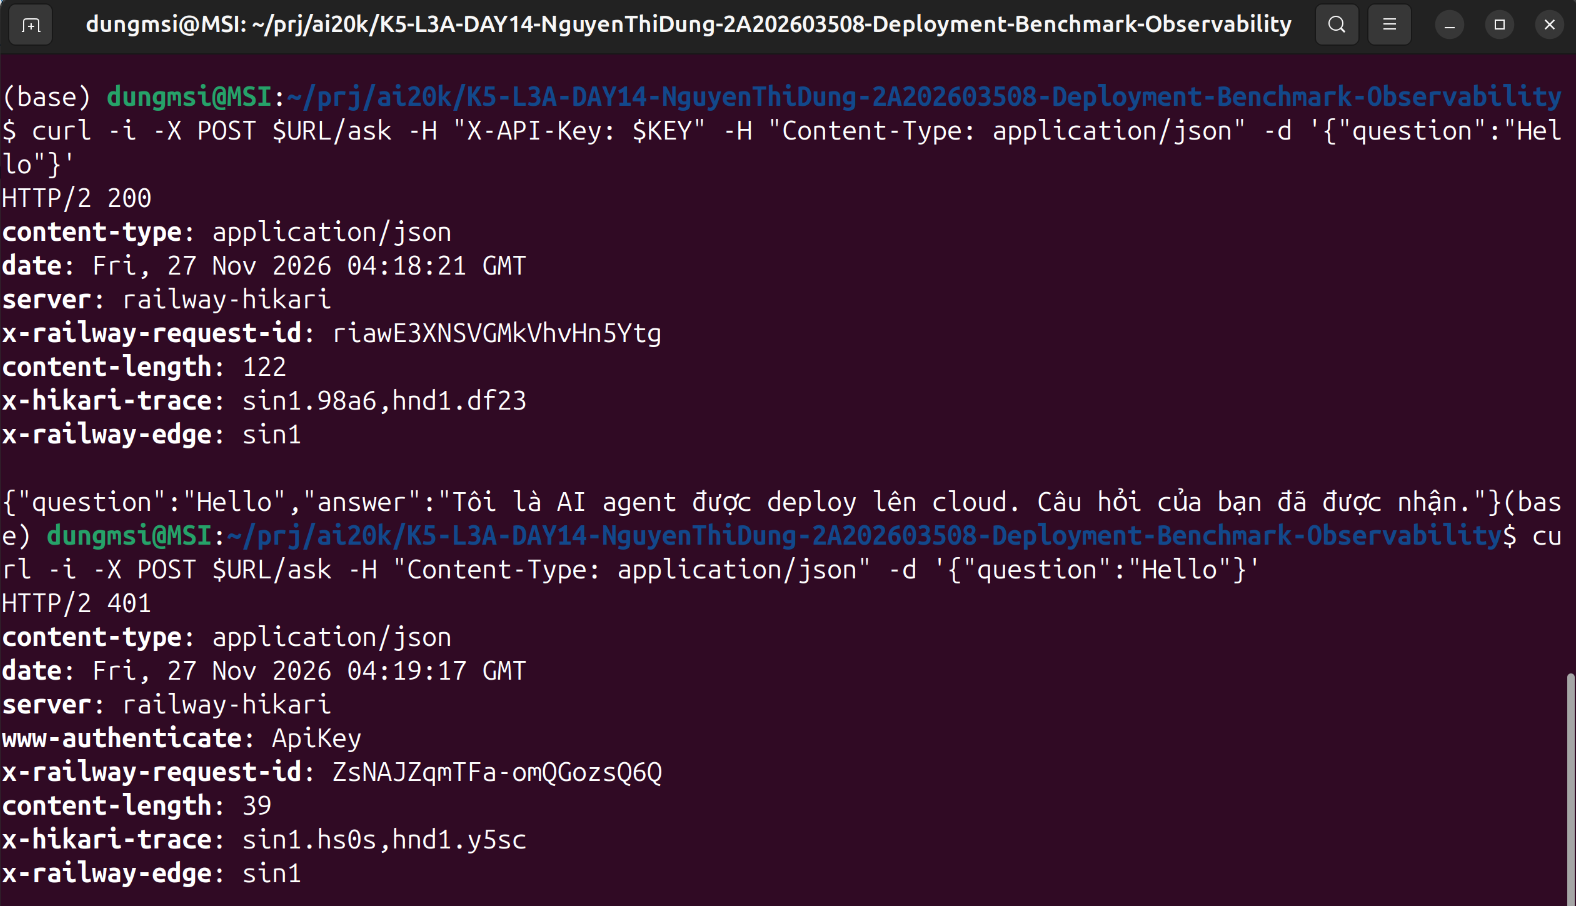 dungmsi@MSI: ~/prj/ai20k/K5-L3A-DAY14-NguyenThiDung-2A202603508-Deployment-Benchmark-Observability
(base) dungmsi@MSI:~/prj/ai20k/K5-L3A-DAY14-NguyenThiDung-2A202603508-Deployment-Benchmark-Observability
$ curl -i -X POST $URL/ask -H "X-API-Key: $KEY" -H "Content-Type: application/json" -d '{"question":"Hel
lo"}'
HTTP/2 200
content-type: application/json
date: Fri, 27 Nov 2026 04:18:21 GMT
server: railway-hikari
x-railway-request-id: riawE3XNSVGMkVhvHn5Ytg
content-length: 122
x-hikari-trace: sin1.98a6,hnd1.df23
x-railway-edge: sin1
{"question":"Hello","answer":"Tôi là AI agent được deploy lên cloud. Câu hỏi của bạn đã được nhận."}(bas
e) dungmsi@MSI:~/prj/ai20k/K5-L3A-DAY14-NguyenThiDung-2A202603508-Deployment-Benchmark-Observability$ cu
rl -i -X POST $URL/ask -H "Content-Type: application/json" -d '{"question":"Hello"}'
HTTP/2 401
content-type: application/json
date: Fri, 27 Nov 2026 04:19:17 GMT
server: railway-hikari
www-authenticate: ApiKey
x-railway-request-id: ZsNAJZqmTFa-omQGozsQ6Q
content-length: 39
x-hikari-trace: sin1.hs0s,hnd1.y5sc
x-railway-edge: sin1